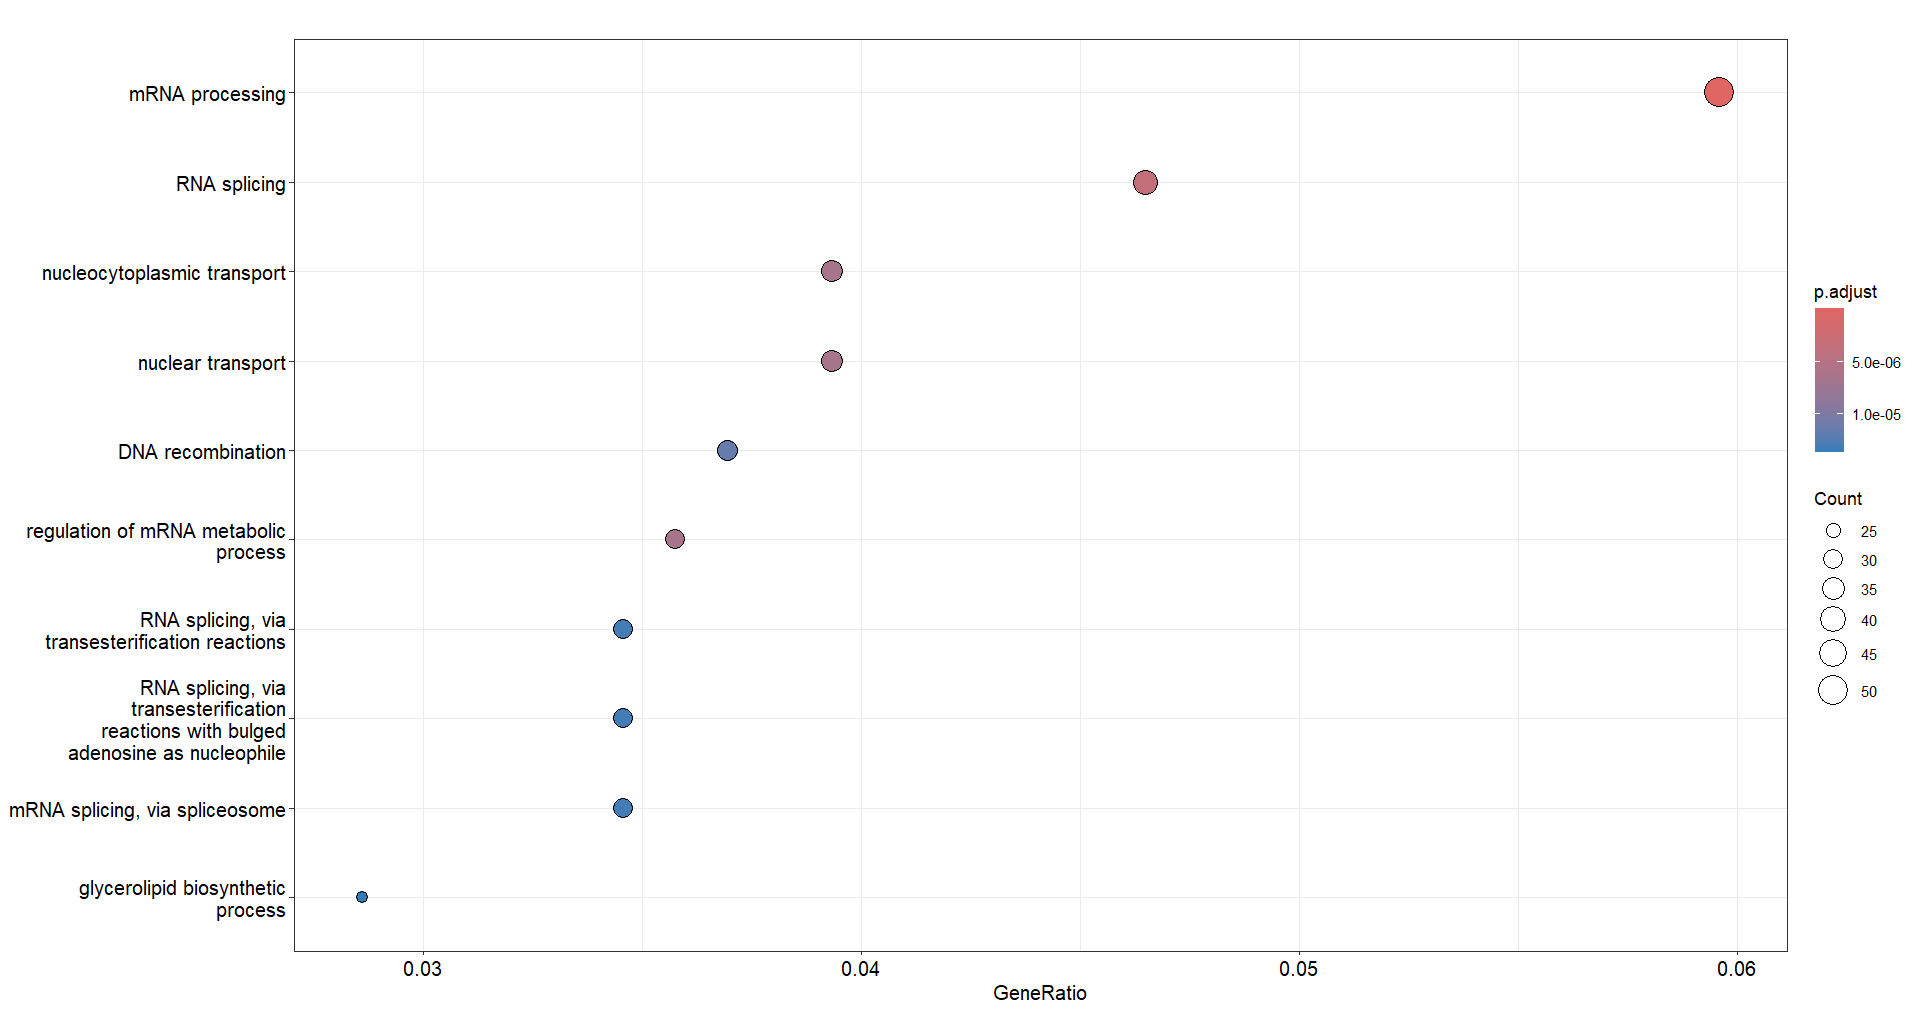 mRNA processing
RNA splicing
nucleocytoplasmic transport
nuclear transport
DNA recombination
regulation of mRNA metabolic
process
RNA splicing, via
transesterification reactions
RNA splicing, via
transesterification
reactions with bulged
adenosine as nucleophile
mRNA splicing, via spliceosome
glycerolipid biosynthetic
process
0.03
0.04
0.05
0.06
GeneRatio
p.adjust
5.0e-06
1.0e-05
Count
25
30
35
40
45
50